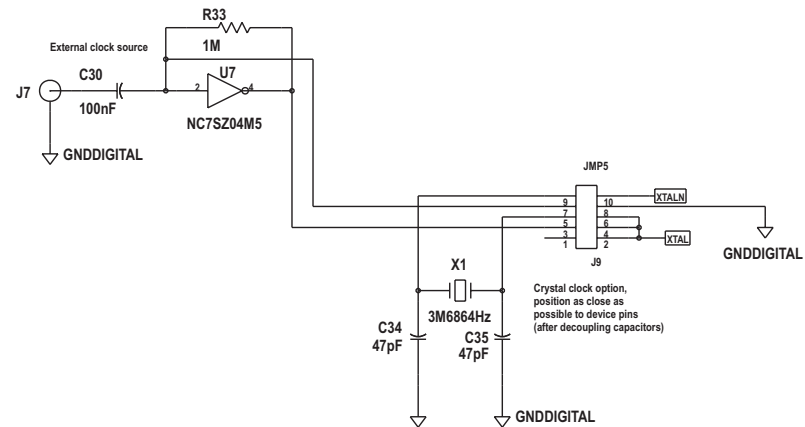 R33
1M
External clock source
C30
100nF
J7
U7
2
4
NC7SZ04M5
GNDDIGITAL
JMP5
9
10
7
8
5
6
3
4
1
2
XTALN
XTAL
J9
GNDDIGITAL
X1
3M6864Hz
Crystal clock option,
position as close as
possible to device pins
(after decoupling capacitors)
C34
47pF
C35
47pF
GNDDIGITAL